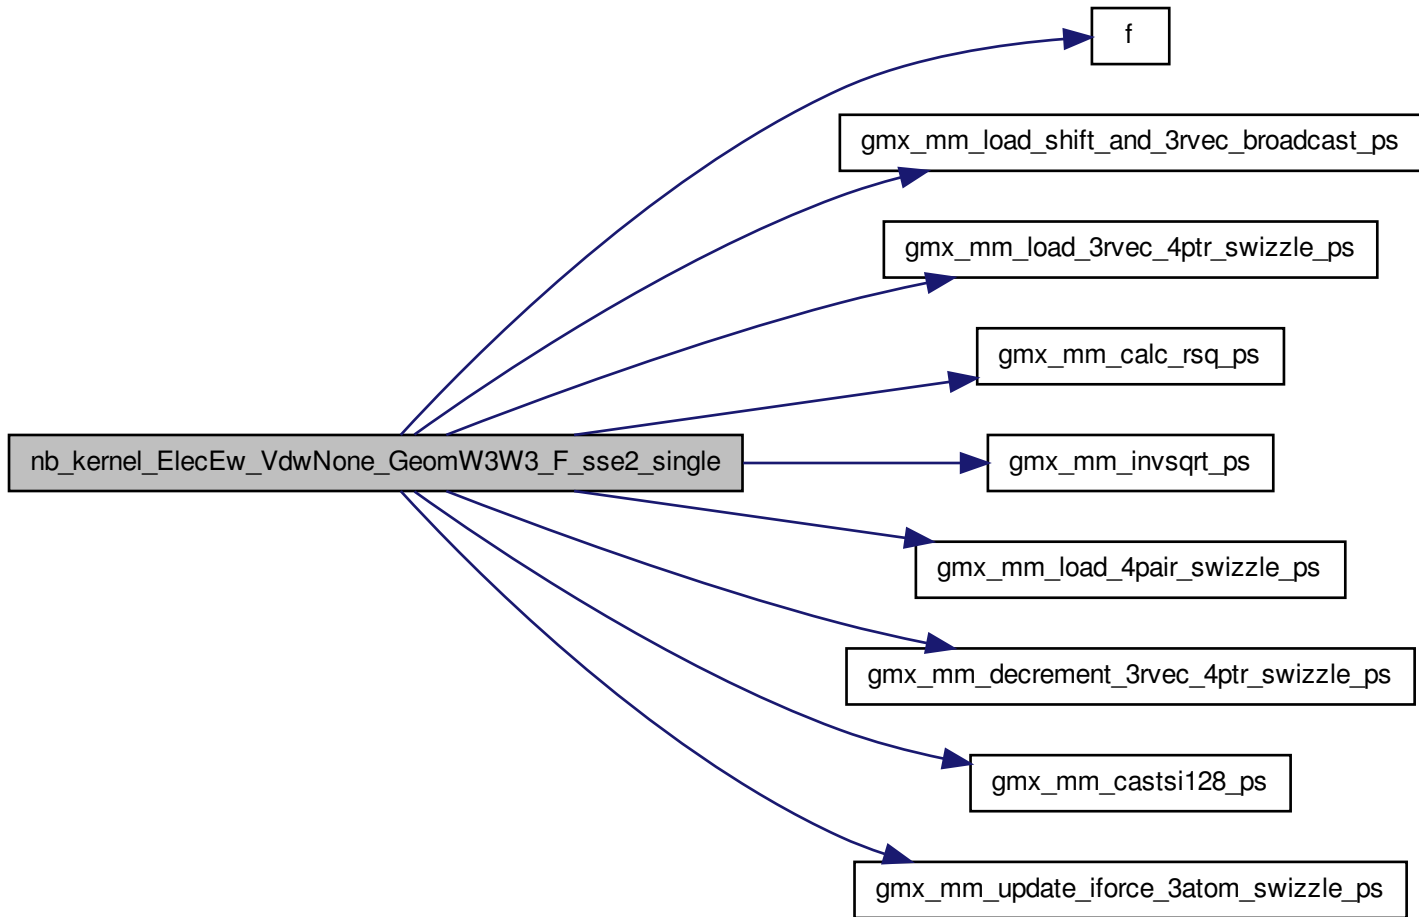 f
gmx_mm_load_shift_and_3rvec_broadcast_ps
gmx_mm_load_3rvec_4ptr_swizzle_ps
gmx_mm_calc_rsq_ps
nb_kernel_ElecEw_VdwNone_GeomW3W3_F_sse2_single
gmx_mm_invsqrt_ps
gmx_mm_load_4pair_swizzle_ps
gmx_mm_decrement_3rvec_4ptr_swizzle_ps
gmx_mm_castsi128_ps
gmx_mm_update_iforce_3atom_swizzle_ps